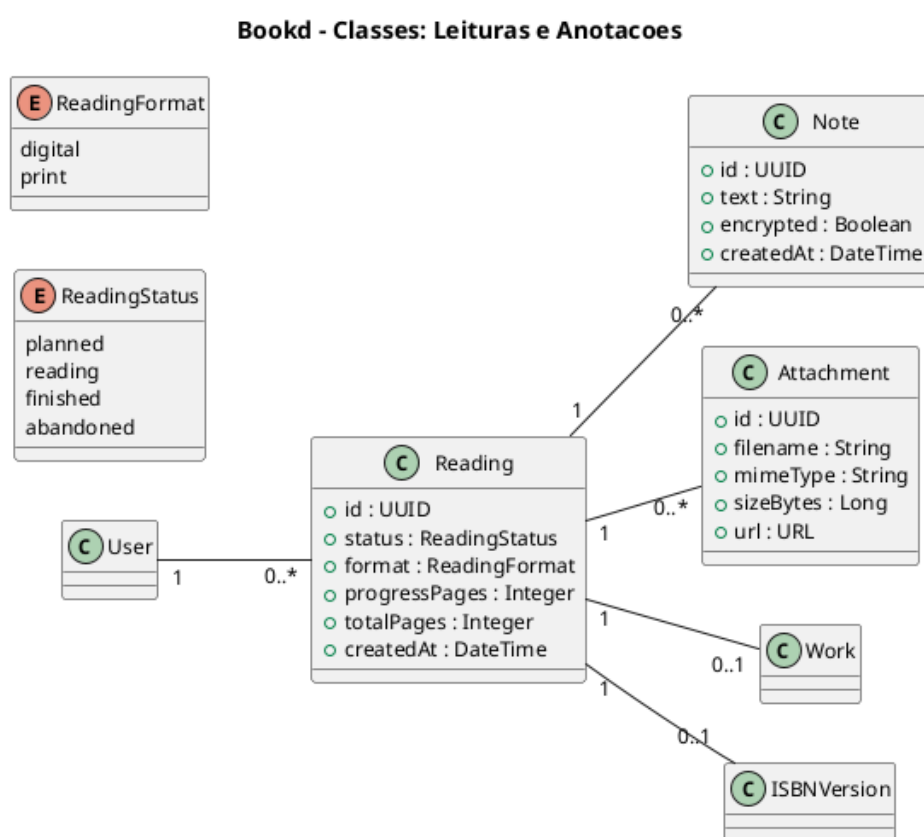 Bookd - Classes: Leituras e Anotacoes
E ReadingFormat
digital
print
E ReadingStatus
planned
reading
finished
abandoned
C User
1
0..*
C Reading
id : UUID
status : ReadingStatus
format : ReadingFormat
progressPages : Integer
totalPages : Integer
createdAt : DateTime
1
0..*
C Note
id : UUID
text : String
encrypted : Boolean
createdAt : DateTime
1
0..*
C Attachment
id : UUID
filename : String
mimeType : String
sizeBytes : Long
url : URL
1
0..1
C Work
1
0..1
C ISBNVersion